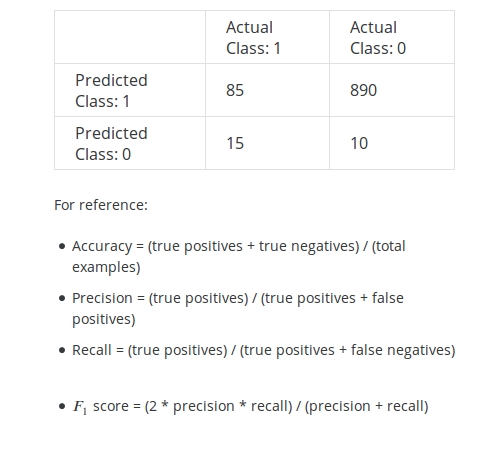 Actual Actual
Class: 1 Class: 0
Predicted
Class: 1 85 890
Predicted
Class: 0 15 10
For reference:
• Accuracy = (true positives + true negatives) / (total
examples)
• Precision = (true positives) / (true positives + false
positives)
• Recall = (true positives) / (true positives + false negatives)
• F₁ score = (2 * precision * recall) / (precision + recall)